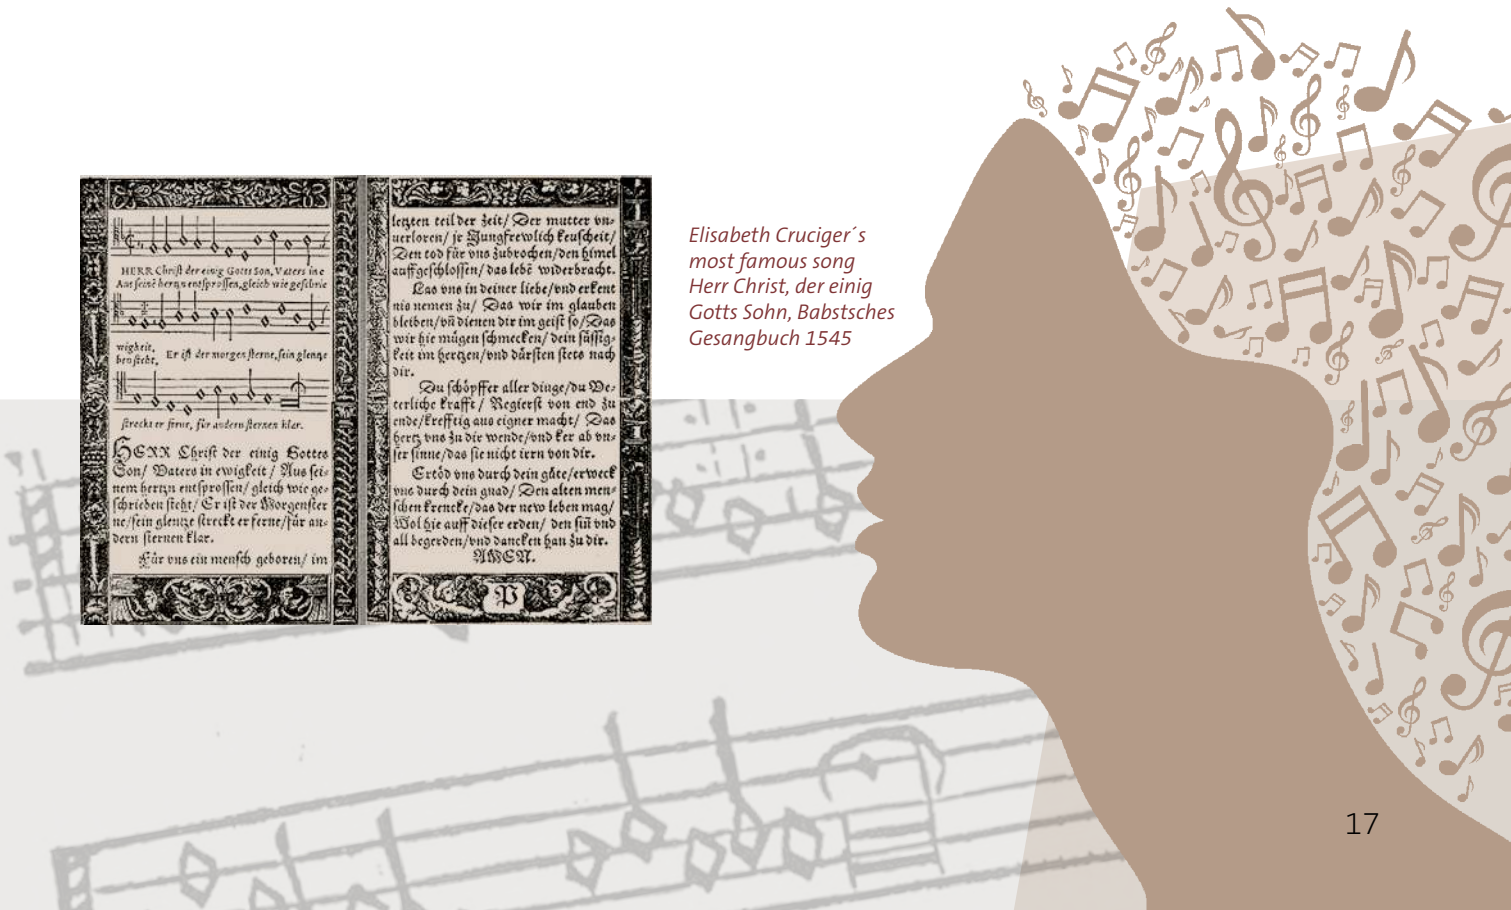 HERR Christ der einig Gotts Son, Vaters in e
Aus seinē hertzn entsprossen, gleich wie geschrie
wigkeit,
ben steht,
Er ist der morgen sterne, sein glentze
streckt er ferne, für andern sternen klar.
HERR Christ der einig Gottes
Son/ Vaters in ewigkeit / Aus sei⸗
nem hertzn entsprossen/ gleich wie ge⸗
schrieben steht/ Er ist der Morgenster
ne/sein glentze streckt er ferne/für an⸗
dern sternen klar.
Für vns ein mensch geboren/ im
letzten teil der zeit/ Der mutter vn⸗
uerloren/ jr Jungfrewlich keuscheit/
Den tod für vns zubrochen/den himel
auffgeschlossen/ das lebē widerbracht.
Las vns in deiner liebe/vnd erkent
nis nemen zu/ Das wir im glauben
bleiben/vñ dienen dir im geist so/Das
wir hie mügen schmecken/ dein süssig⸗
keit im hertzen/vnd dürsten stets nach
dir.
Du schöpffer aller dinge/du Ve⸗
terliche krafft / Regierst von end zu
ende/krefftig aus eigner macht/ Das
hertz vns zu dir wende/vnd ker ab vn⸗
ser sinne/das sie nicht irrn von dir.
Ertöd vns durch dein güte/erweck
vns durch dein gnad/ Den alten men⸗
schen krencke/das der new leben mag/
Wol hie auff dieser erden/ den siñ vnd
all begerden/vnd dancken han zu dir.
AMEN.
P
Elisabeth Cruciger´s
most famous song
Herr Christ, der einig
Gotts Sohn, Babstsches
Gesangbuch 1545
17